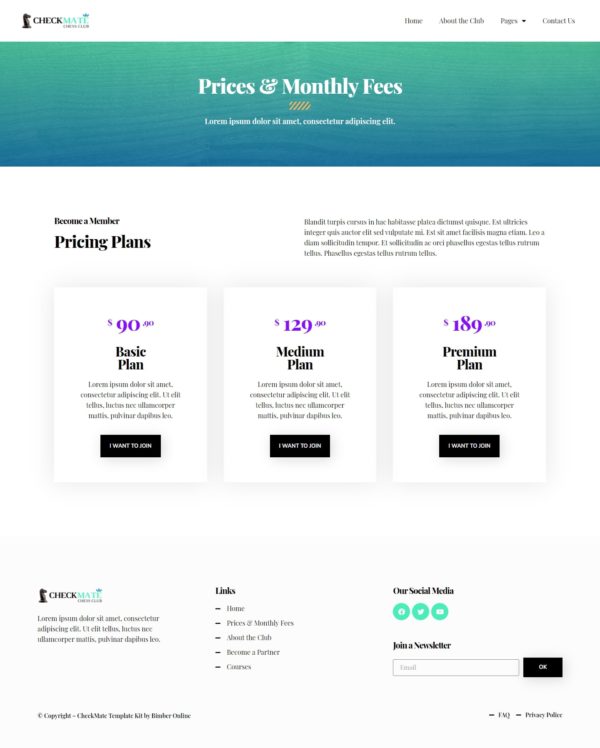 CHECKMATE
CHESS CLUB
Home About the Club Pages Contact Us
Prices & Monthly Fees
Lorem ipsum dolor sit amet, consectetur adipiscing elit.
Become a Member
Pricing Plans
Blandit turpis cursus in hac habitasse platea dictumst quisque. Est ultricies
integer quis auctor elit sed vulputate mi. Est sit amet facilisis magna etiam. Leo a
diam sollicitudin tempor. Et sollicitudin ac orci phasellus egestas tellus rutrum
tellus. Phasellus egestas tellus rutrum tellus.
$ 90 .90
Basic
Plan
Lorem ipsum dolor sit amet,
consectetur adipiscing elit. Ut elit
tellus, luctus nec ullamcorper
mattis, pulvinar dapibus leo.
I WANT TO JOIN
$ 129 .90
Medium
Plan
Lorem ipsum dolor sit amet,
consectetur adipiscing elit. Ut elit
tellus, luctus nec ullamcorper
mattis, pulvinar dapibus leo.
I WANT TO JOIN
$ 189 .90
Premium
Plan
Lorem ipsum dolor sit amet,
consectetur adipiscing elit. Ut elit
tellus, luctus nec ullamcorper
mattis, pulvinar dapibus leo.
I WANT TO JOIN
CHECKMATE
CHESS CLUB
Lorem ipsum dolor sit amet, consectetur
adipiscing elit. Ut elit tellus, luctus nec
ullamcorper mattis, pulvinar dapibus leo.
Links
Home
Prices & Monthly Fees
About the Club
Become a Partner
Courses
Our Social Media
Join a Newsletter
Email
OK
© Copyright – CheckMate Template Kit by Bimber Online
FAQ Privacy Police